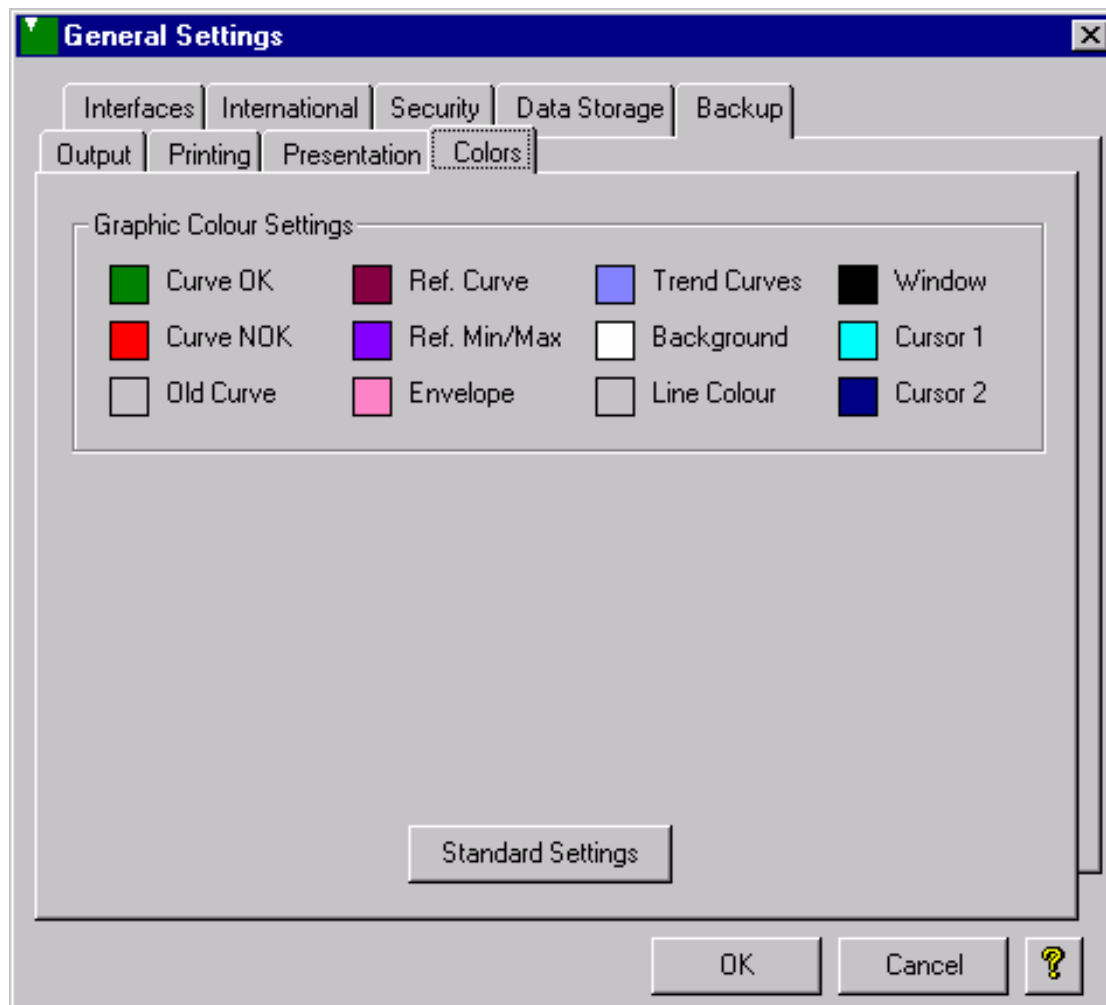 General Settings
Interfaces International Security Data Storage Backup
Output Printing Presentation Colors
Graphic Colour Settings
Curve OK Ref. Curve Trend Curves Window
Curve NOK Ref. Min/Max Background Cursor 1
Old Curve Envelope Line Colour Cursor 2
Standard Settings
OK Cancel ?